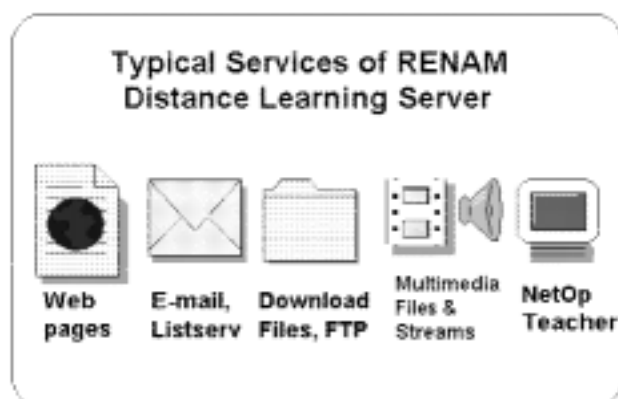 Typical Services of RENAM
Distance Learning Server
Web
pages
E-mail,
Listserv
Download
Files, FTP
Multimedia
Files &
Streams
NetOp
Teacher